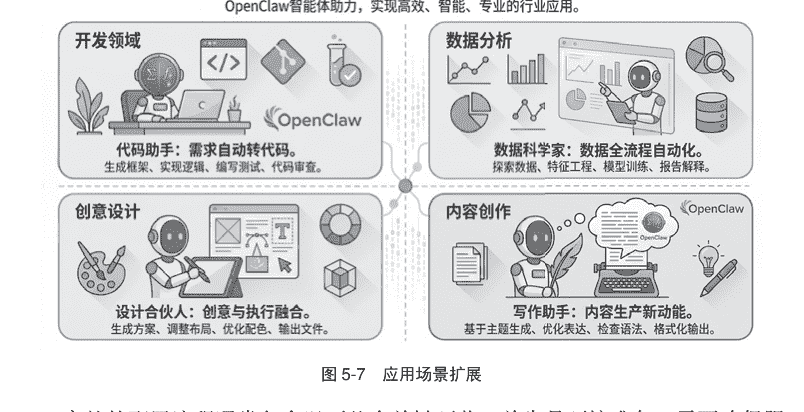 OpenClaw智能体助力，实现高效、智能、专业的行业应用。
开发领域
</>
OpenClaw
代码助手：需求自动转代码。
生成框架、实现逻辑、编写测试、代码审查。
数据分析
数据科学家：数据全流程自动化。
探索数据、特征工程、模型训练、报告解释。
创意设计
T
设计合伙人：创意与执行融合。
生成方案、调整布局、优化配色、输出文件。
内容创作
OpenClaw
OpenClaw
写作助手：内容生产新动能。
基于主题生成、优化表达、检查语法、格式化输出。
图 5-7 应用场景扩展